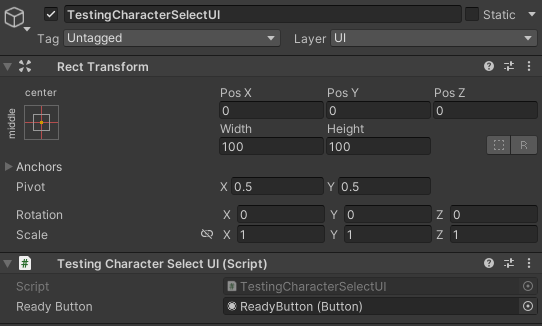 TestingCharacterSelectUI Static
Tag Untagged Layer UI
Rect Transform
center
middle
Pos X Pos Y Pos Z
0 0 0
Width Height
100 100
R
Anchors
Pivot X 0.5 Y 0.5
Rotation X 0 Y 0 Z 0
Scale X 1 Y 1 Z 1
# Testing Character Select UI (Script)
Script # TestingCharacterSelectUI
Ready Button ReadyButton (Button)